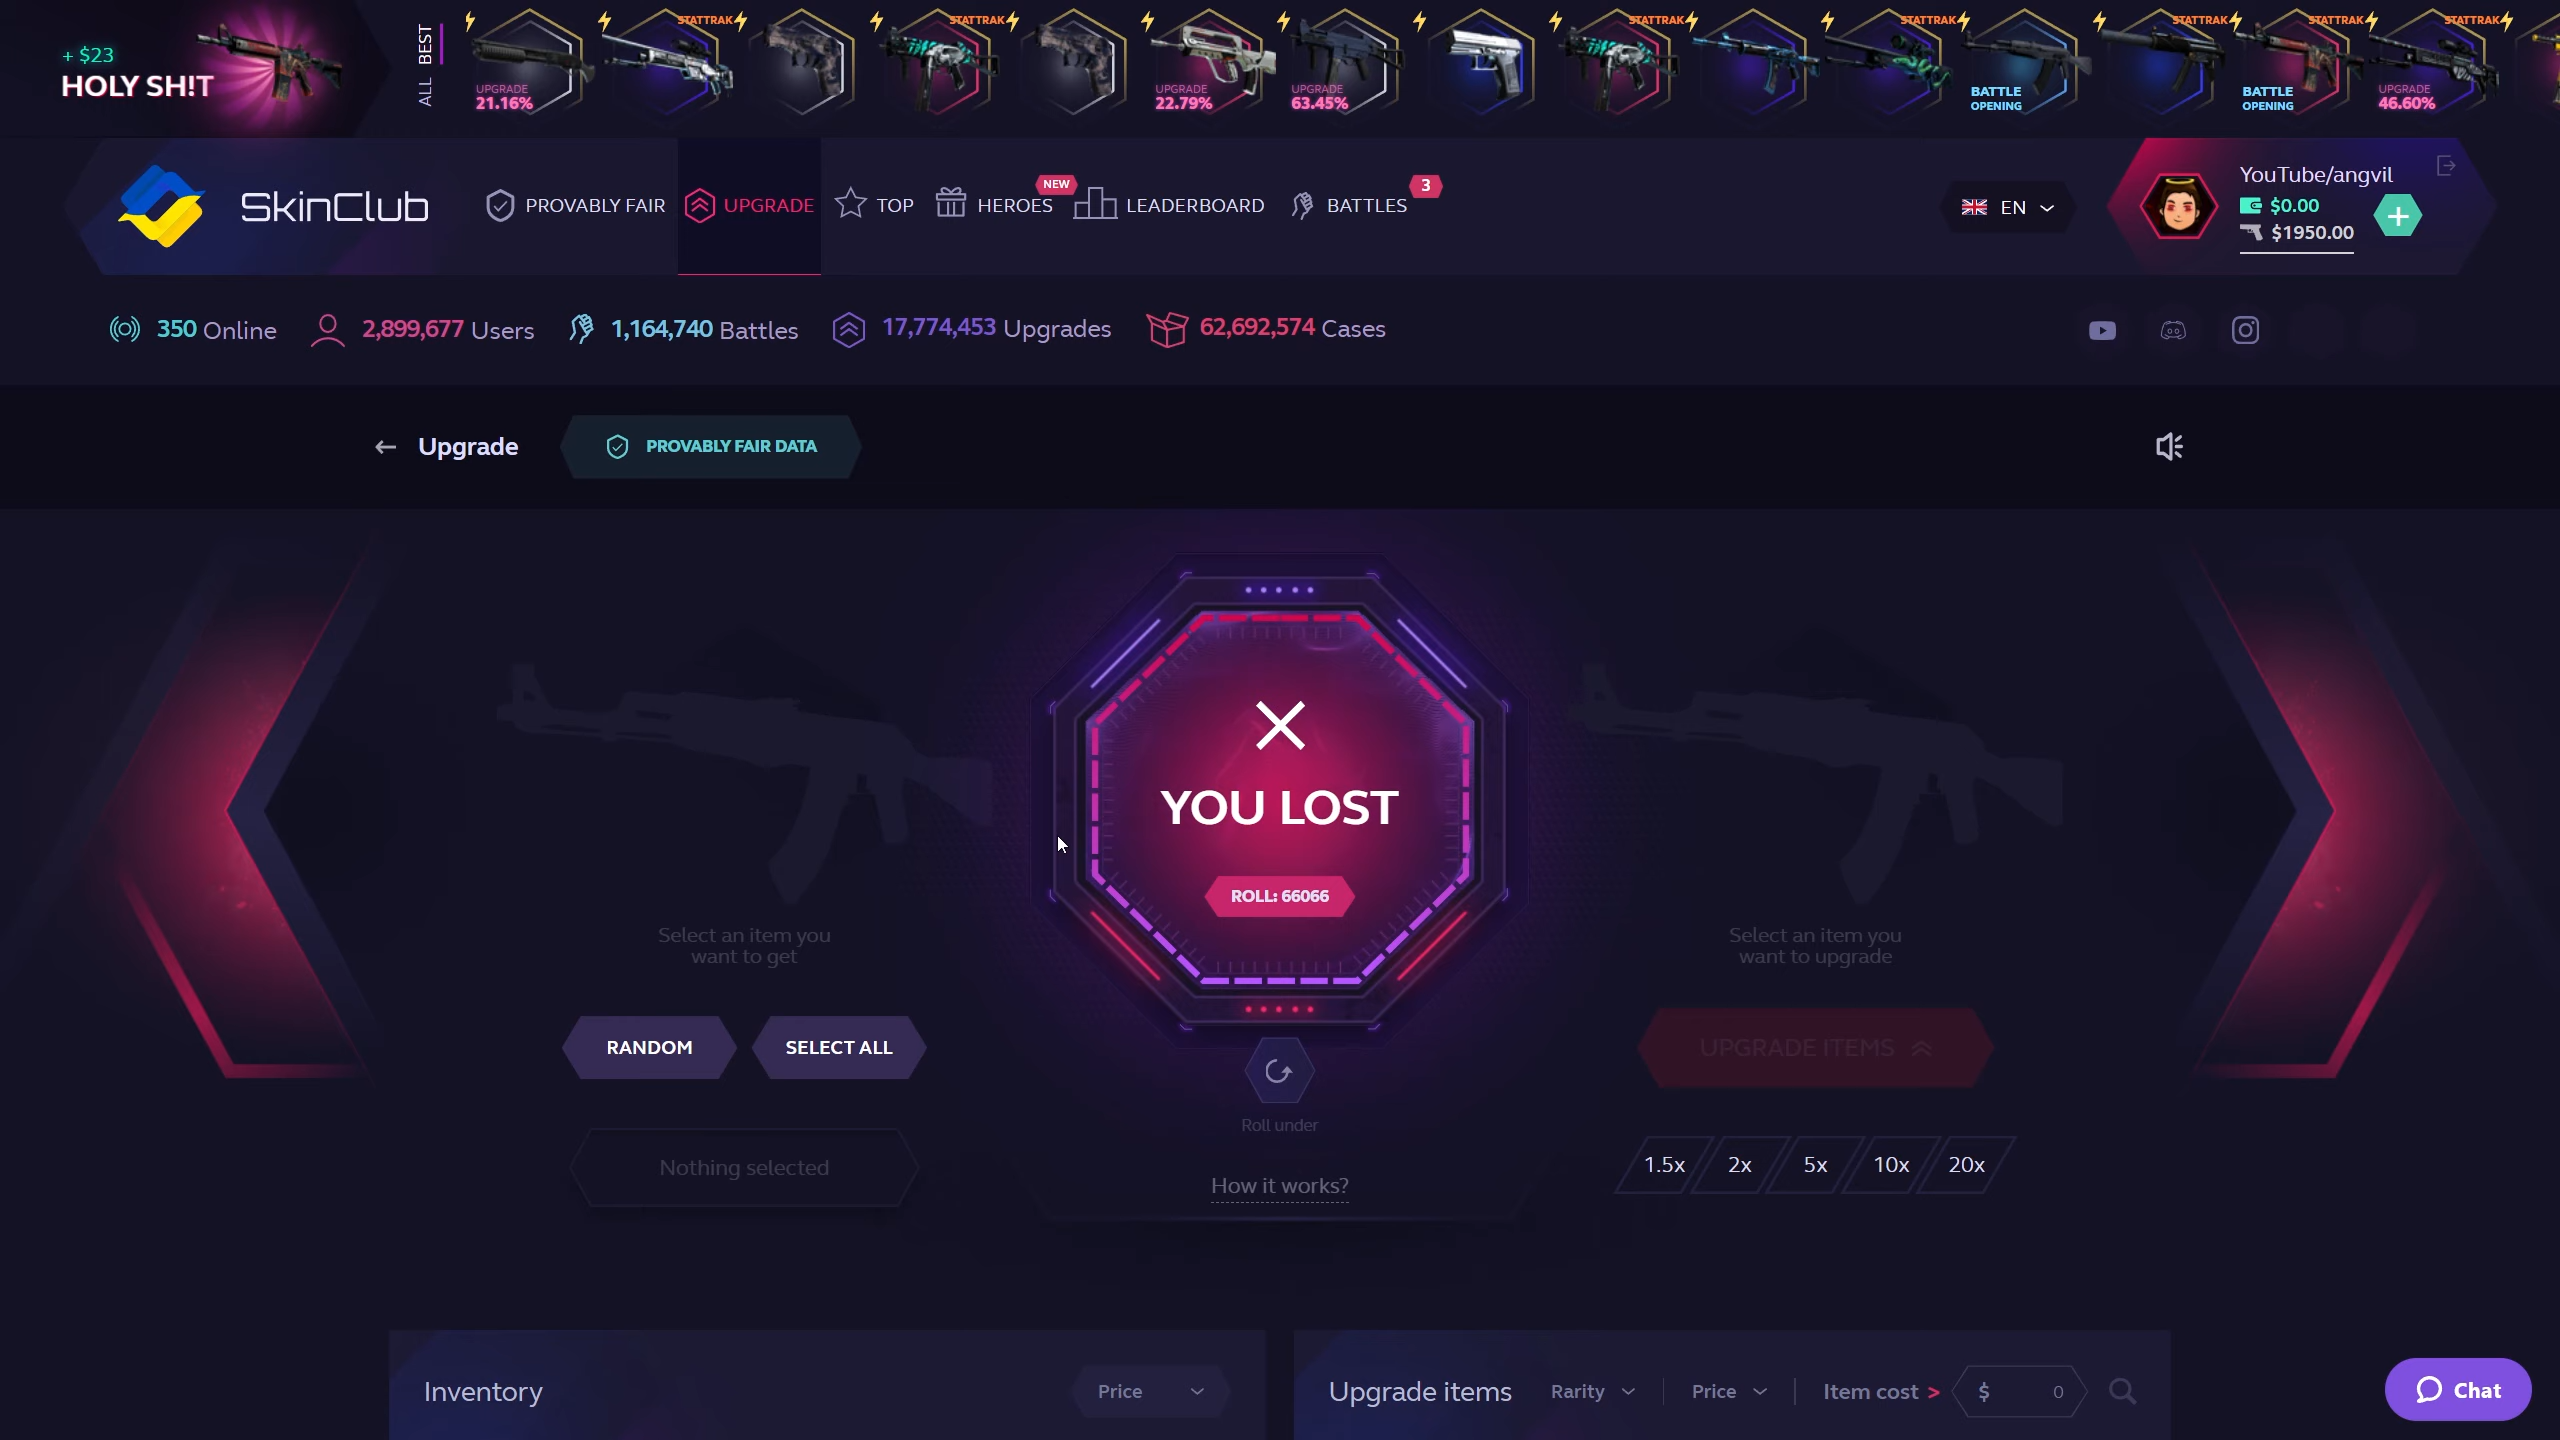 + $23
HOLY SH!T
ALL BEST
UPGRADE
21.16%
STATTRAK
STATTRAK
UPGRADE
22.79%
UPGRADE
63.45%
STATTRAK
STATTRAK
BATTLE
OPENING
STATTRAK
STATTRAK
BATTLE
OPENING
STATTRAK
UPGRADE
46.60%
SkinClub
PROVABLY FAIR
UPGRADE
TOP
HEROES
NEW
LEADERBOARD
BATTLES
3
EN
YouTube/angvil
$0.00
$1950.00
350 Online
2,899,677 Users
1,164,740 Battles
17,774,453 Upgrades
62,692,574 Cases
Upgrade
PROVABLY FAIR DATA
YOU LOST
ROLL: 66066
Select an item you
want to get
Select an item you
want to upgrade
RANDOM
SELECT ALL
UPGRADE ITEMS
Roll under
Nothing selected
How it works?
1.5x
2x
5x
10x
20x
Inventory
Price
Upgrade items
Rarity
Price
Item cost >
$ 0
Chat